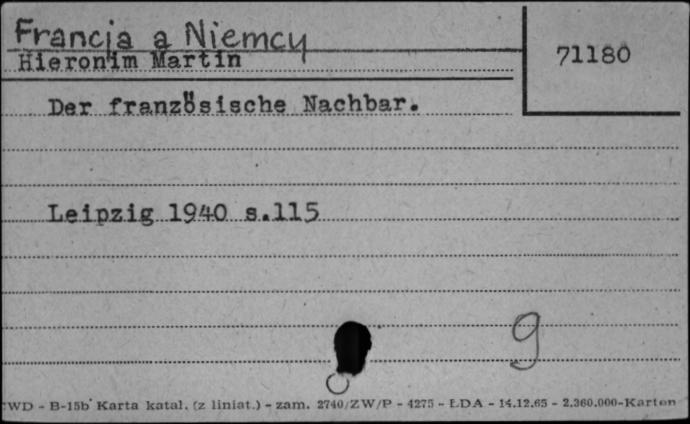 Francja a Niemcy
71180
Hieronim Martin
Der französische Nachbar.
Leipzig 1940 s.115
9
WD - B-15b Karta katal. (z liniat.) - zam. 2740/ZW/P - 4275 - ŁDA - 14.12.65 - 2.360.000-Karton